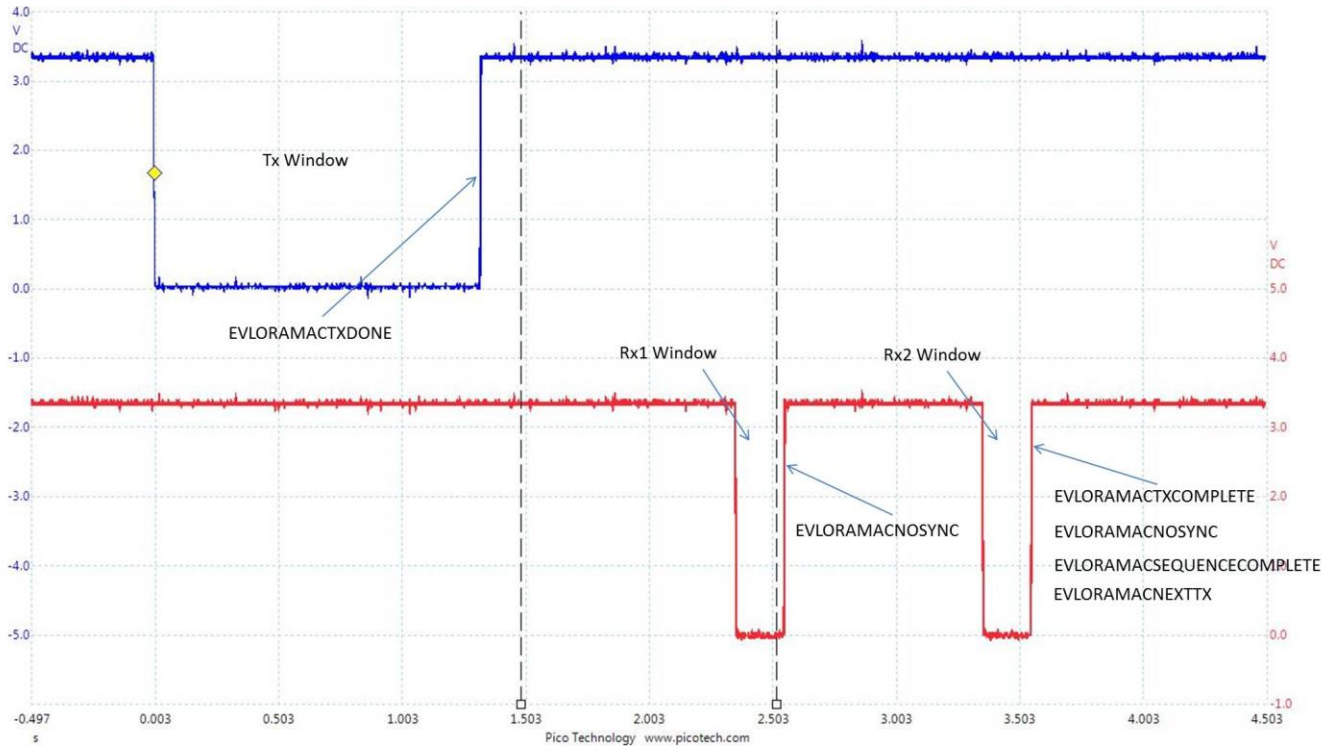 4.0
V
DC
3.0
2.0
Tx Window
1.0
V
DC
0.0
5.0
EVLORAMACTXDONE
-1.0
Rx1 Window
Rx2 Window
4.0
-2.0
3.0
EVLORAMACTXCOMPLETE
-3.0
2.0
EVLORAMACNOSYNC
EVLORAMACNOSYNC
-4.0
EVLORAMACSEQUENCECOMPLETE
EVLORAMACNEXTTX
-5.0
0.0
-1.0
-0.497
0.003
0.503
1.003
1.503
2.003
2.503
3.003
3.503
4.003
4.503
s
Pico Technology www.picotech.com